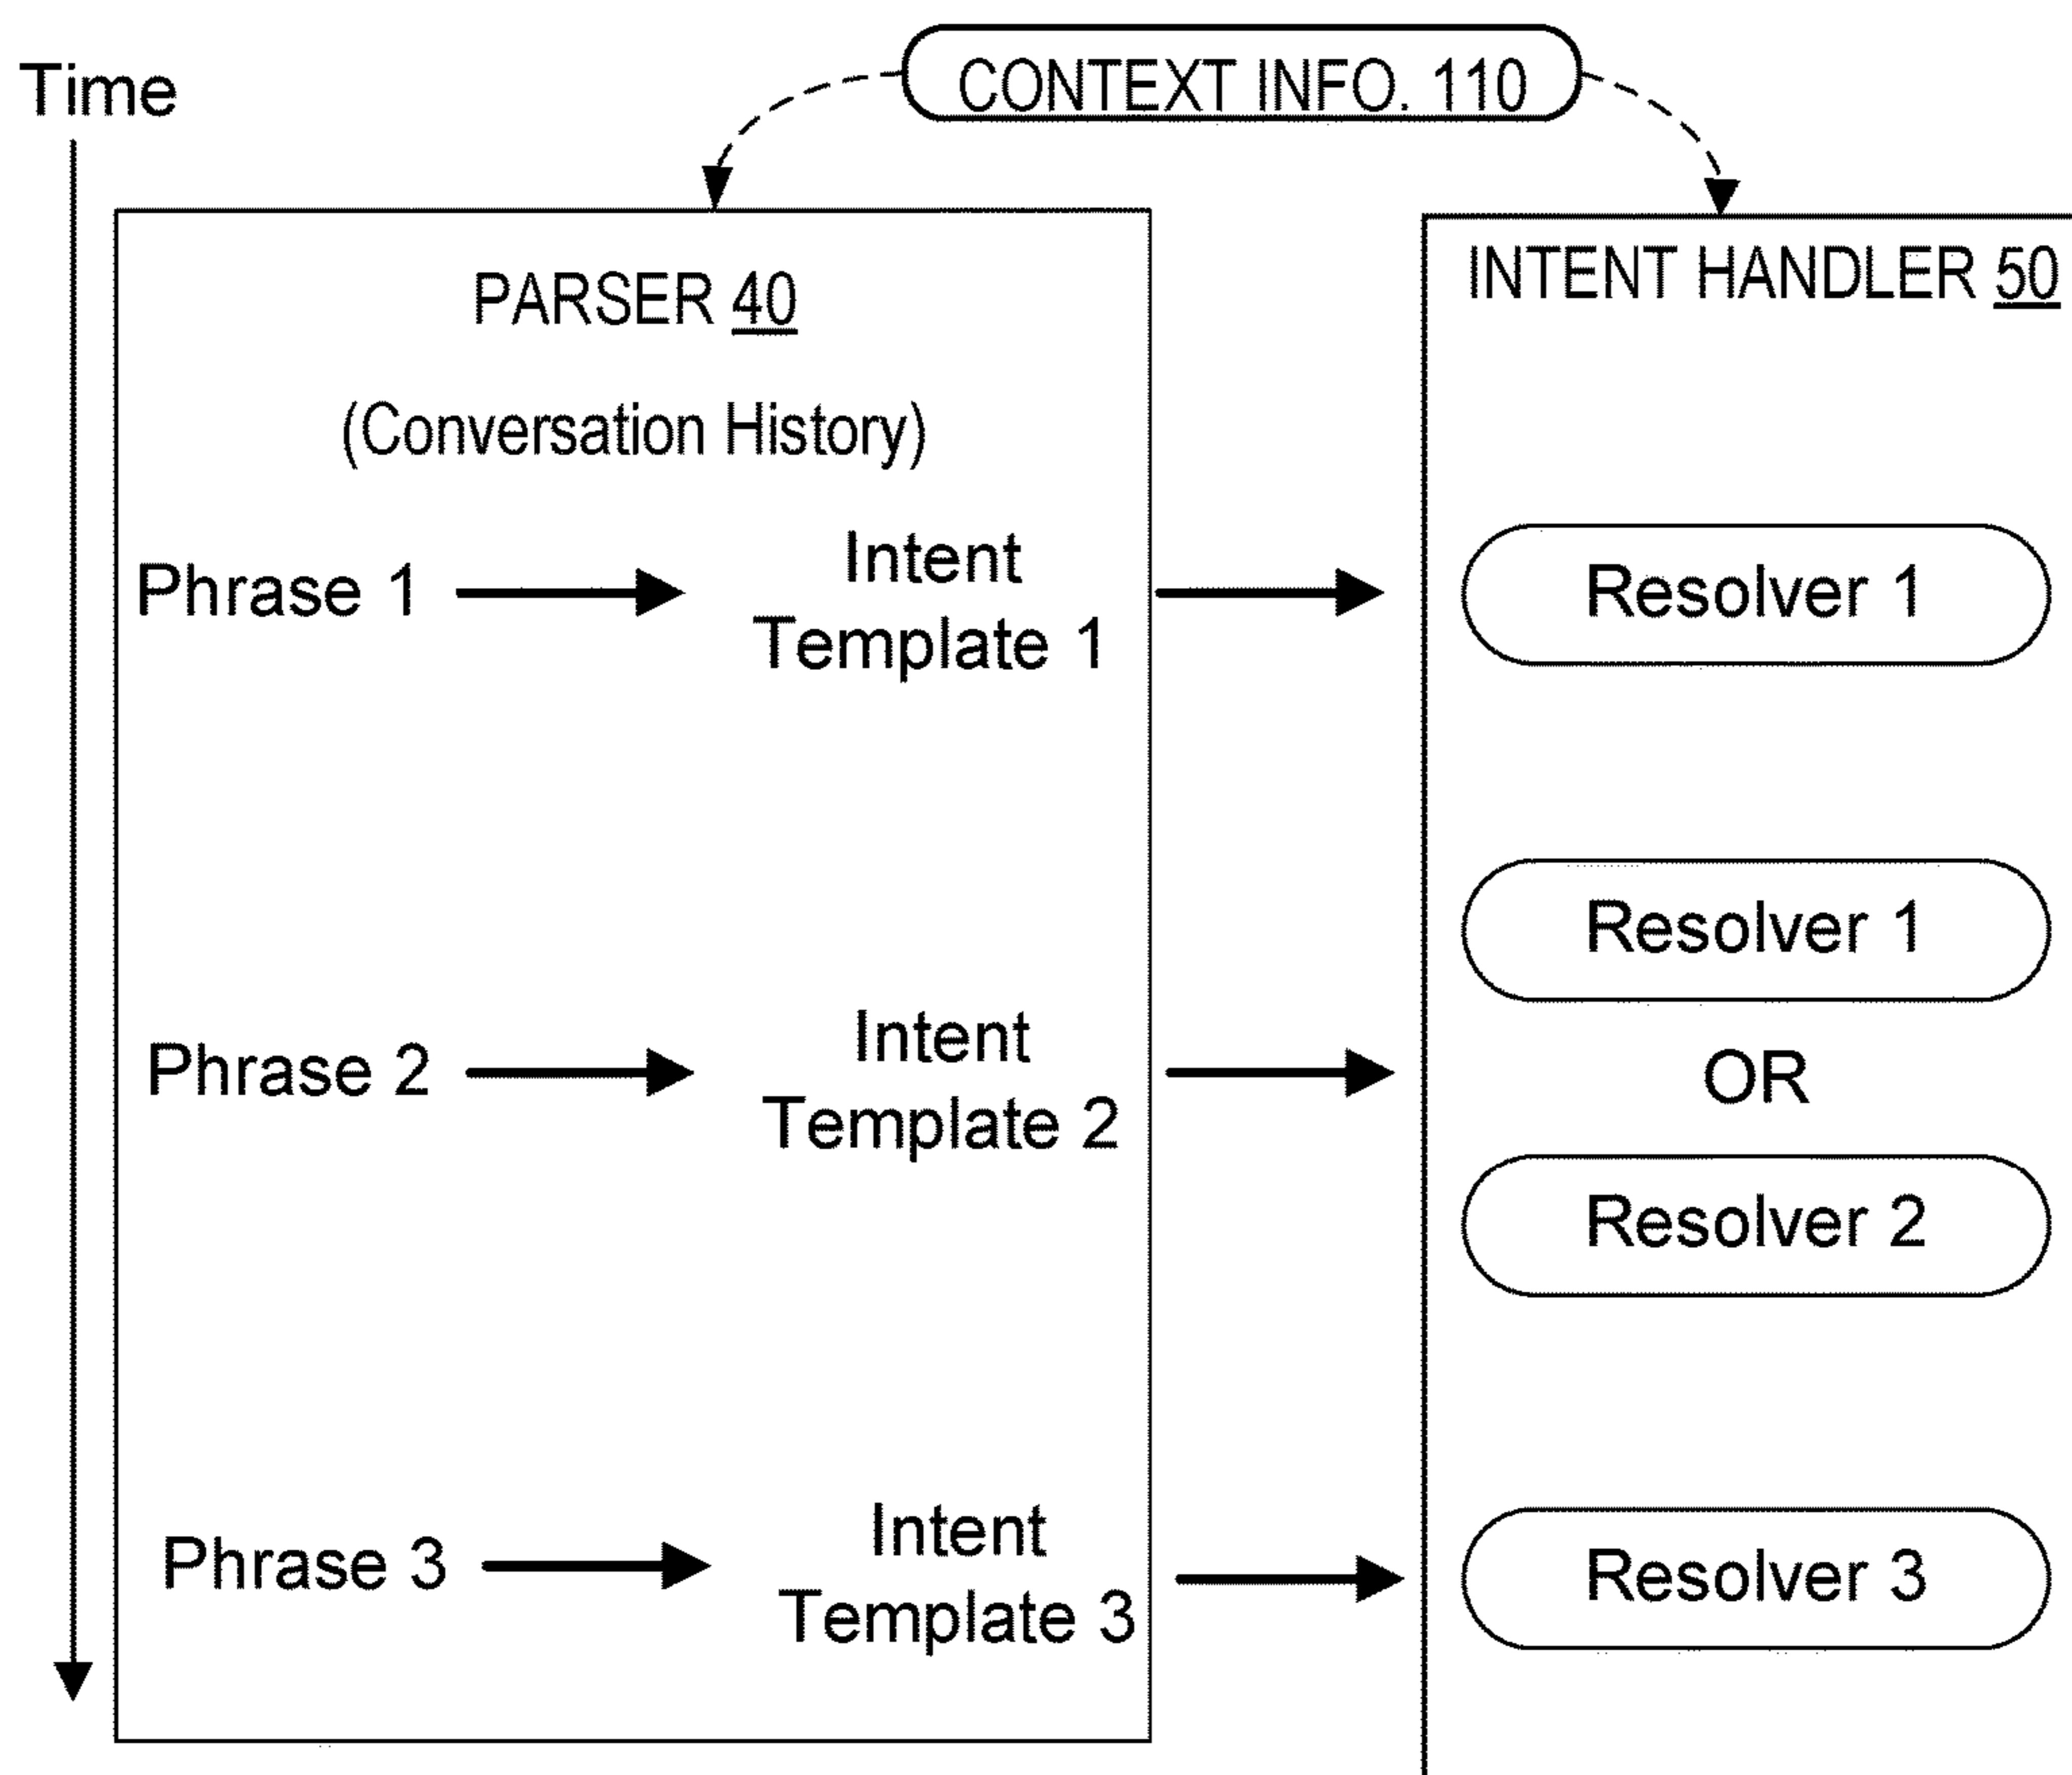 CONTEXT INFO. 110
Time
PARSER 40
INTENT HANDLER 50
(Conversation History)
Phrase 1
Intent
Template 1
Resolver 1
Resolver 1
Phrase 2
Intent
Template 2
OR
Resolver 2
Phrase 3
Intent
Template 3
Resolver 3